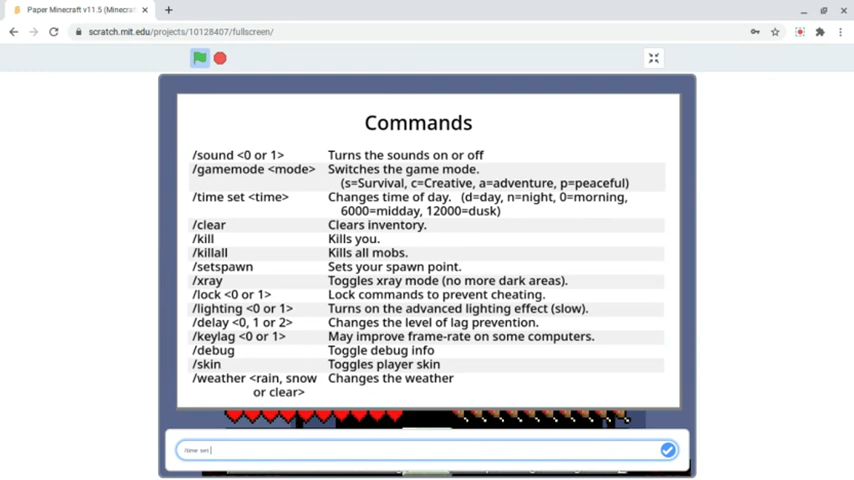 Paper Minecraft v11.5 (Minecra
scratch.mit.edu/projects/10128407/fullscreen/
Commands
/sound <0 or 1> Turns the sounds on or off
/gamemode <mode> Switches the game mode.
(s=Survival, c=Creative, a=adventure, p=peaceful)
/time set <time> Changes time of day. (d=day, n=night, 0=morning,
6000=midday, 12000=dusk)
/clear Clears inventory.
/kill Kills you.
/killall Kills all mobs.
/setspawn Sets your spawn point.
/xray Toggles xray mode (no more dark areas).
/lock <0 or 1> Lock commands to prevent cheating.
/lighting <0 or 1> Turns on the advanced lighting effect (slow).
/delay <0, 1 or 2> Changes the level of lag prevention.
/keylag <0 or 1> May improve frame-rate on some computers.
/debug Toggle debug info
/skin Toggles player skin
/weather <rain, snow Changes the weather
or clear>
/time set